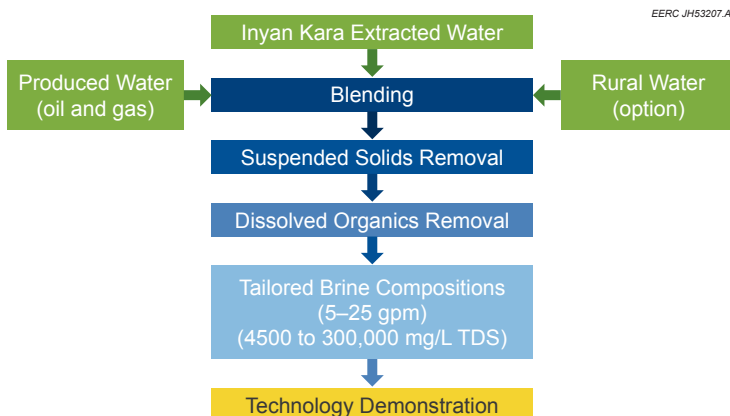 EERC JH53207.A
Inyan Kara Extracted Water
Produced Water
(oil and gas)
Blending
Rural Water
(option)
Suspended Solids Removal
Dissolved Organics Removal
Tailored Brine Compositions
(5–25 gpm)
(4500 to 300,000 mg/L TDS)
Technology Demonstration